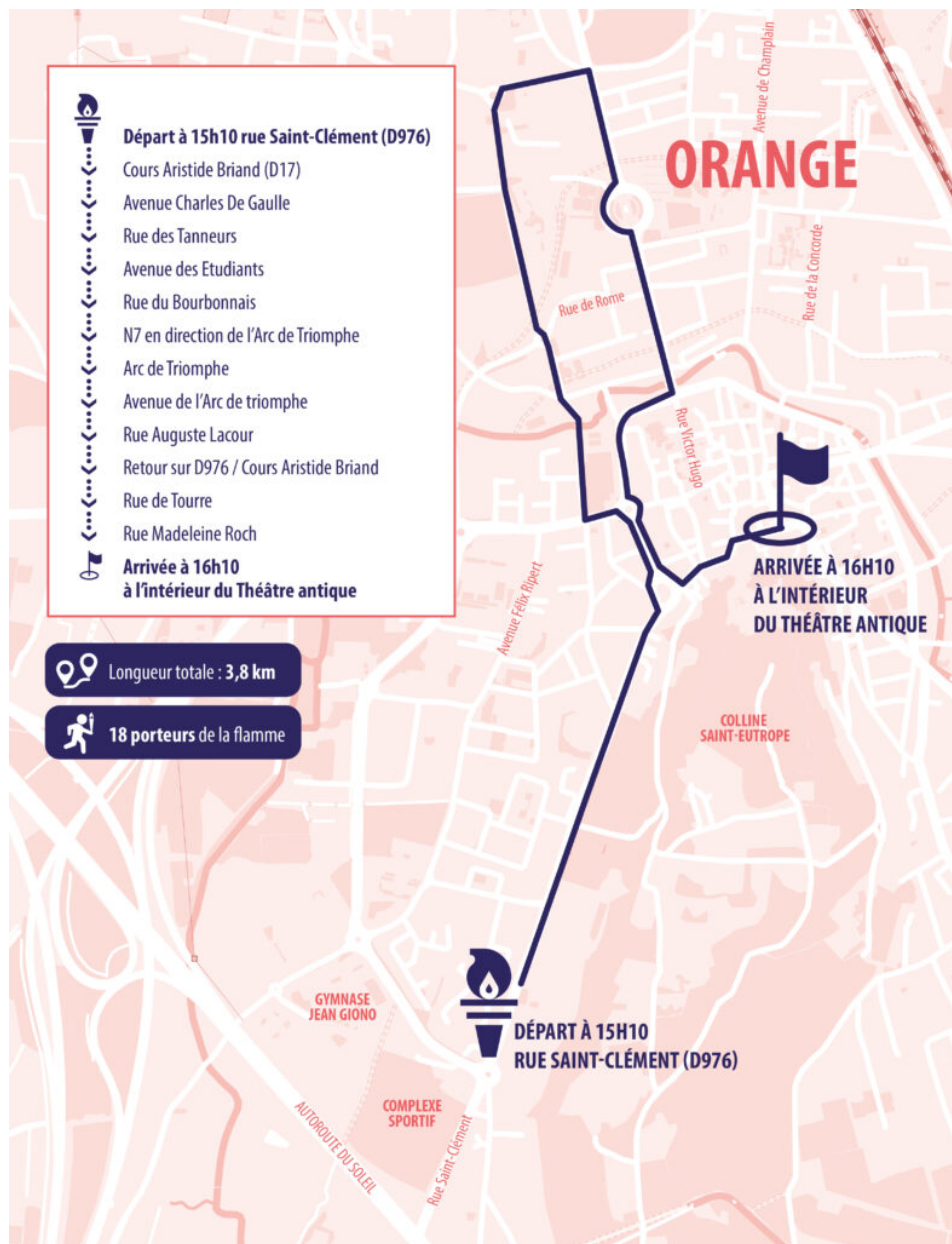 Départ à 15h10 rue Saint-Clément (D976)
Cours Aristide Briand (D17)
Avenue Charles De Gaulle
Rue des Tanneurs
Avenue des Etudiants
Rue du Bourbonnais
N7 en direction de l'Arc de Triomphe
Arc de Triomphe
Avenue de l'Arc de triomphe
Rue Auguste Lacour
Retour sur D976 / Cours Aristide Briand
Rue de Tourre
Rue Madeleine Roch
Arrivée à 16h10
à l'intérieur du Théâtre antique
Longueur totale : 3,8 km
18 porteurs de la flamme
Avenue de Champlain
ORANGE
Rue de la Concorde
Rue de Rome
Rue Victor Hugo
ARRIVÉE À 16H10
À L'INTÉRIEUR
DU THÉÂTRE ANTIQUE
Avenue Félix Ripert
COLLINE
SAINT-EUTROPE
GYMNASE
JEAN GIONO
DÉPART À 15H10
RUE SAINT-CLÉMENT (D976)
COMPLEXE
SPORTIF
AUTOROUTE DU SOLEIL
Rue Saint-Clément